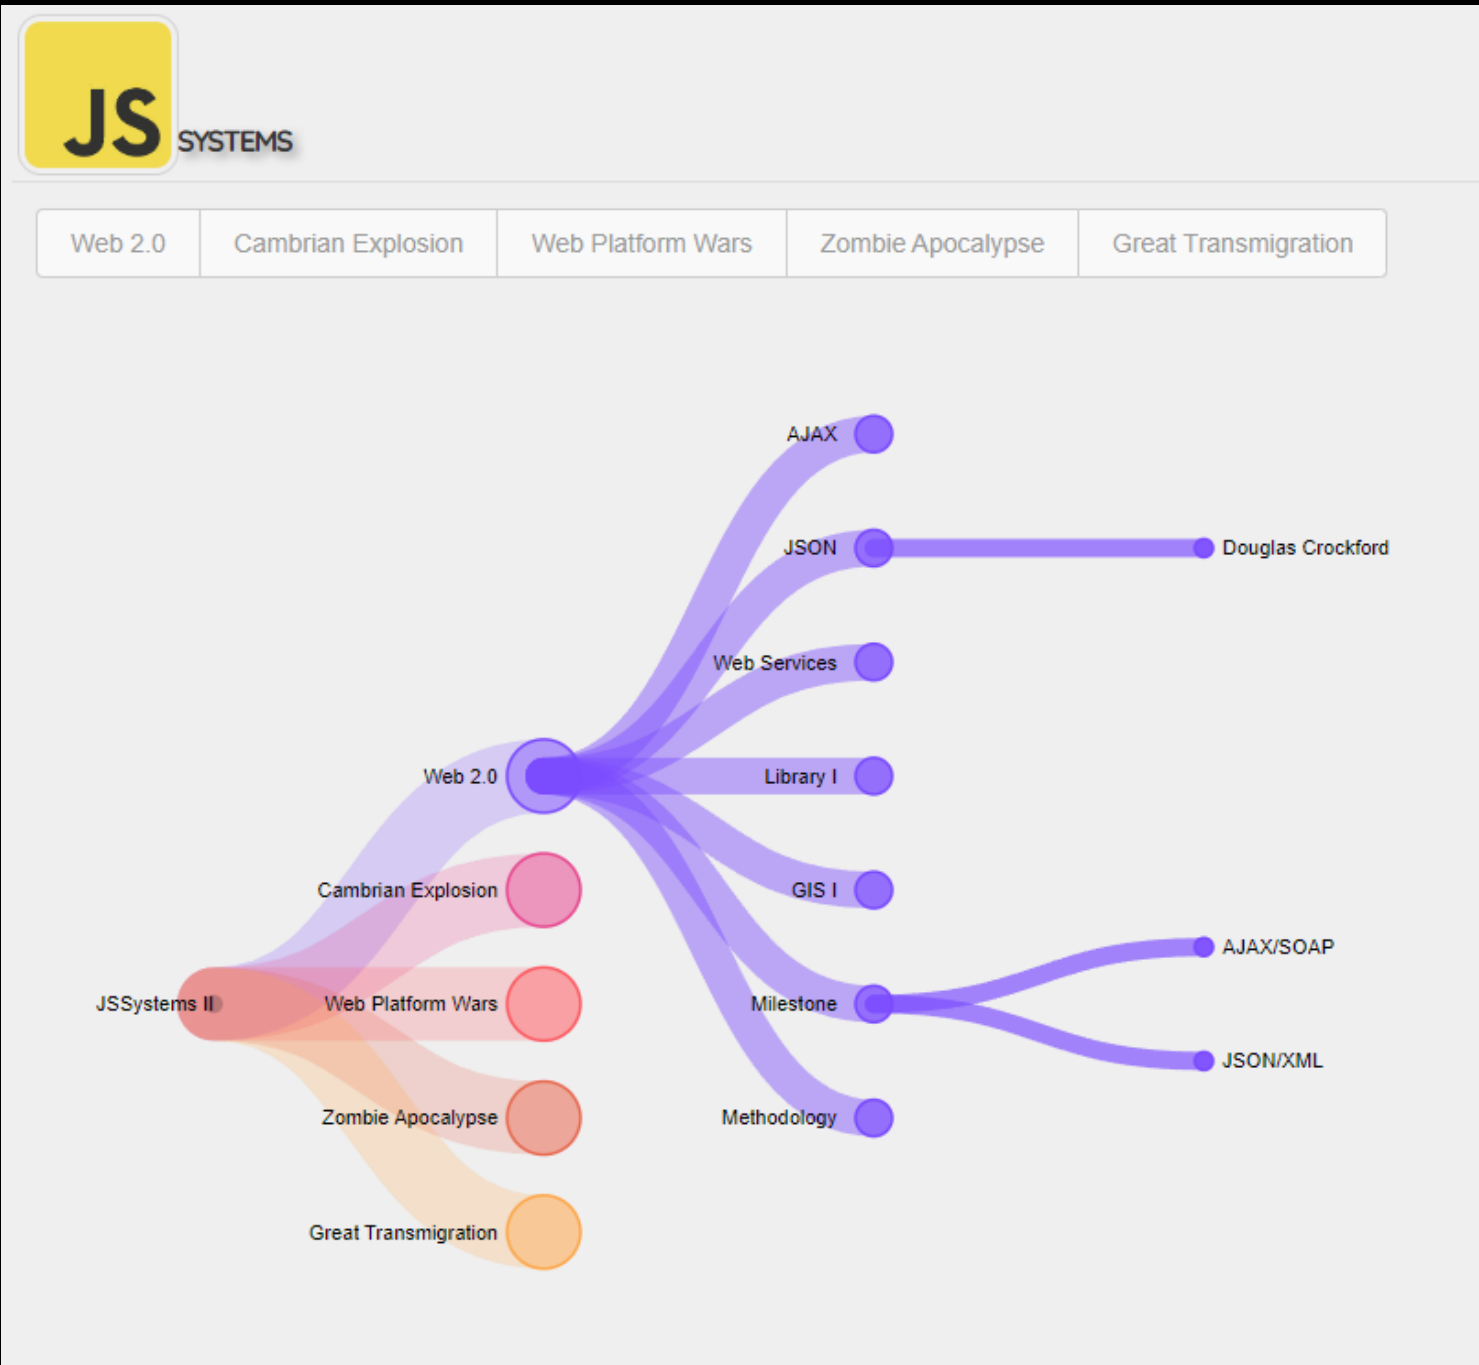 JS SYSTEMS
Web 2.0
Cambrian Explosion
Web Platform Wars
Zombie Apocalypse
Great Transmigration
AJAX
JSON
Douglas Crockford
Web Services
Web 2.0
Library I
Cambrian Explosion
GIS I
AJAX/SOAP
JSSystems II
Web Platform Wars
Milestone
JSON/XML
Zombie Apocalypse
Methodology
Great Transmigration